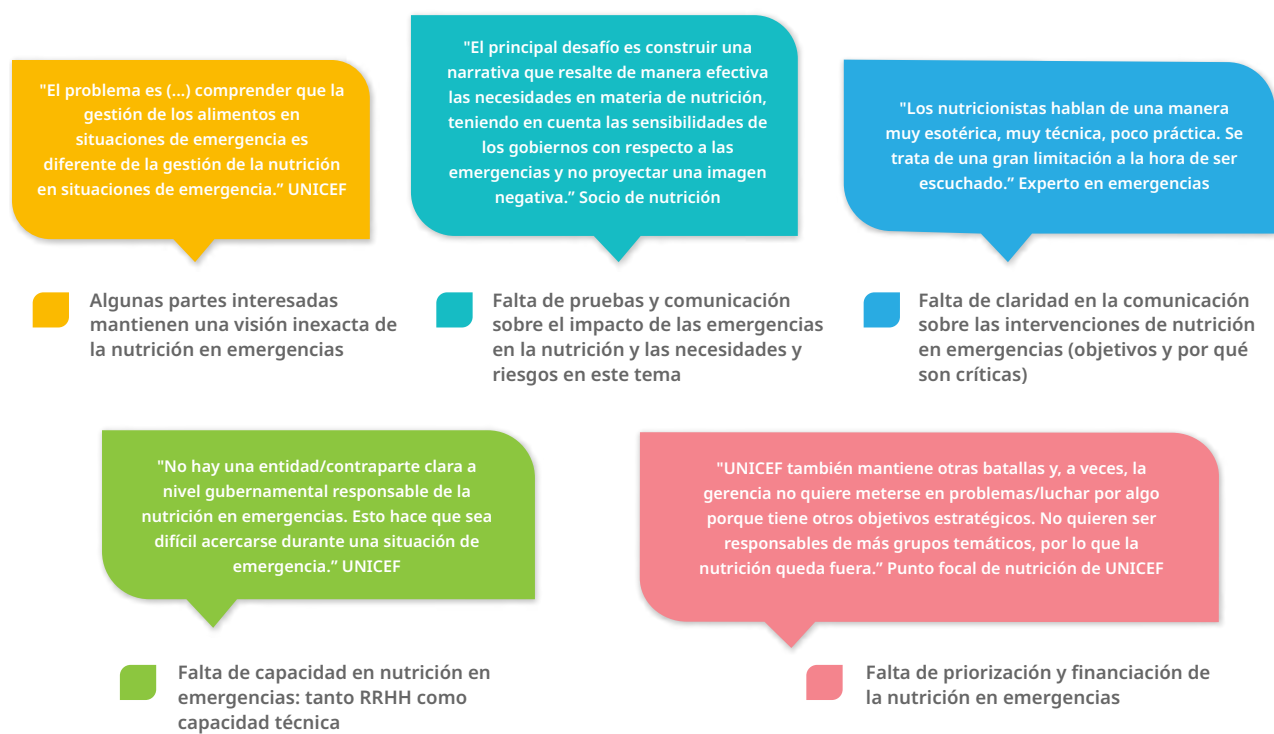 "El problema es (...) comprender que la
gestión de los alimentos en
situaciones de emergencia es
diferente de la gestión de la nutrición
en situaciones de emergencia.” UNICEF
Algunas partes interesadas
mantienen una visión inexacta de
la nutrición en emergencias
"El principal desafío es construir una
narrativa que resalte de manera efectiva
las necesidades en materia de nutrición,
teniendo en cuenta las sensibilidades de
los gobiernos con respecto a las
emergencias y no proyectar una imagen
negativa.” Socio de nutrición
Falta de pruebas y comunicación
sobre el impacto de las emergencias
en la nutrición y las necesidades y
riesgos en este tema
"Los nutricionistas hablan de una manera
muy esotérica, muy técnica, poco práctica. Se
trata de una gran limitación a la hora de ser
escuchado.” Experto en emergencias
Falta de claridad en la comunicación
sobre las intervenciones de nutrición
en emergencias (objetivos y por qué
son críticas)
"No hay una entidad/contraparte clara a
nivel gubernamental responsable de la
nutrición en emergencias. Esto hace que sea
difícil acercarse durante una situación de
emergencia.” UNICEF
Falta de capacidad en nutrición en
emergencias: tanto RRHH como
capacidad técnica
"UNICEF también mantiene otras batallas y, a veces, la
gerencia no quiere meterse en problemas/luchar por algo
porque tiene otros objetivos estratégicos. No quieren ser
responsables de más grupos temáticos, por lo que la
nutrición queda fuera.” Punto focal de nutrición de UNICEF
Falta de priorización y financiación de
la nutrición en emergencias